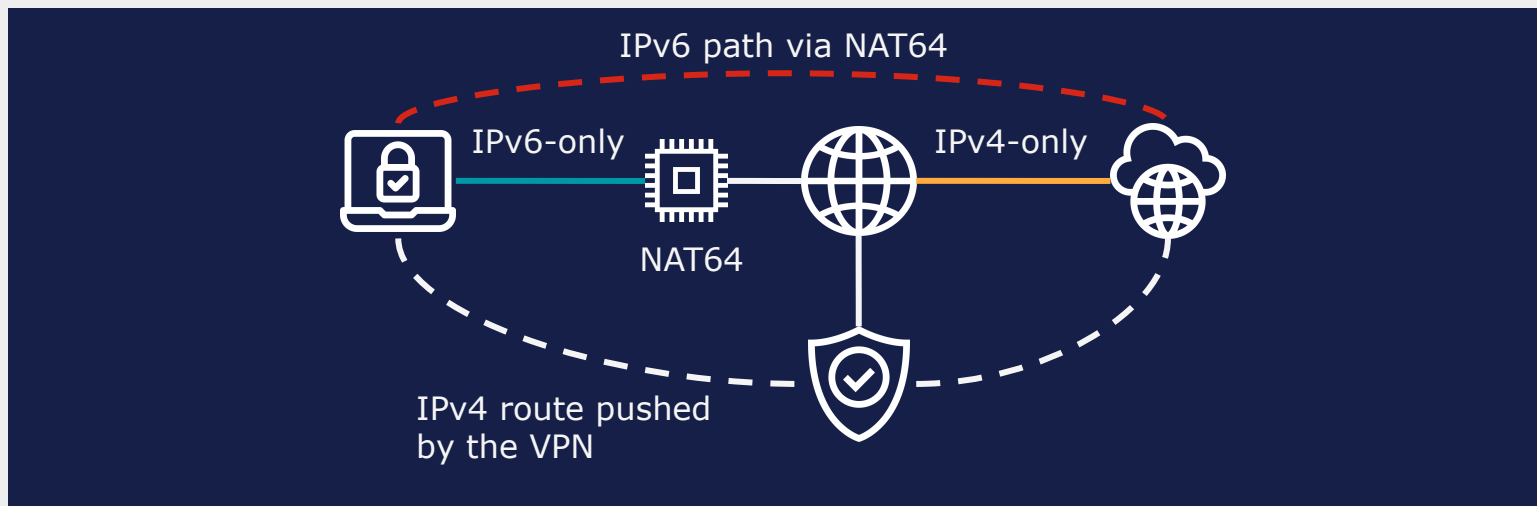 IPv6 path via NAT64
IPv6-only
IPv4-only
NAT64
IPv4 route pushed
by the VPN